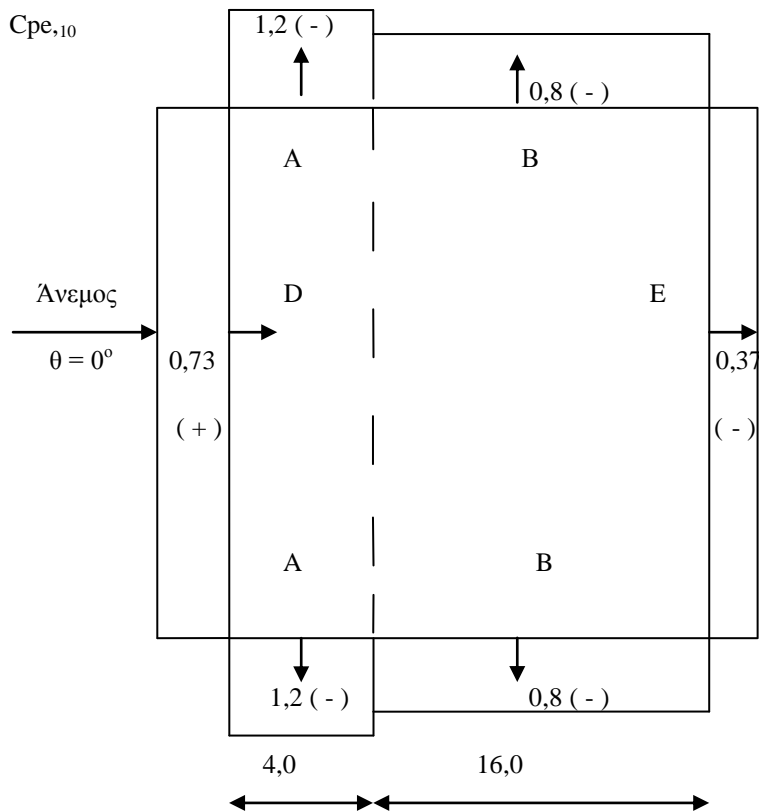 Cpe,₁₀
1,2 ( - )
0,8 ( - )
A
B
Άνεμος
D
E
θ = 0°
0,73
0,37
( + )
( - )
A
B
1,2 ( - )
0,8 ( - )
4,0
16,0